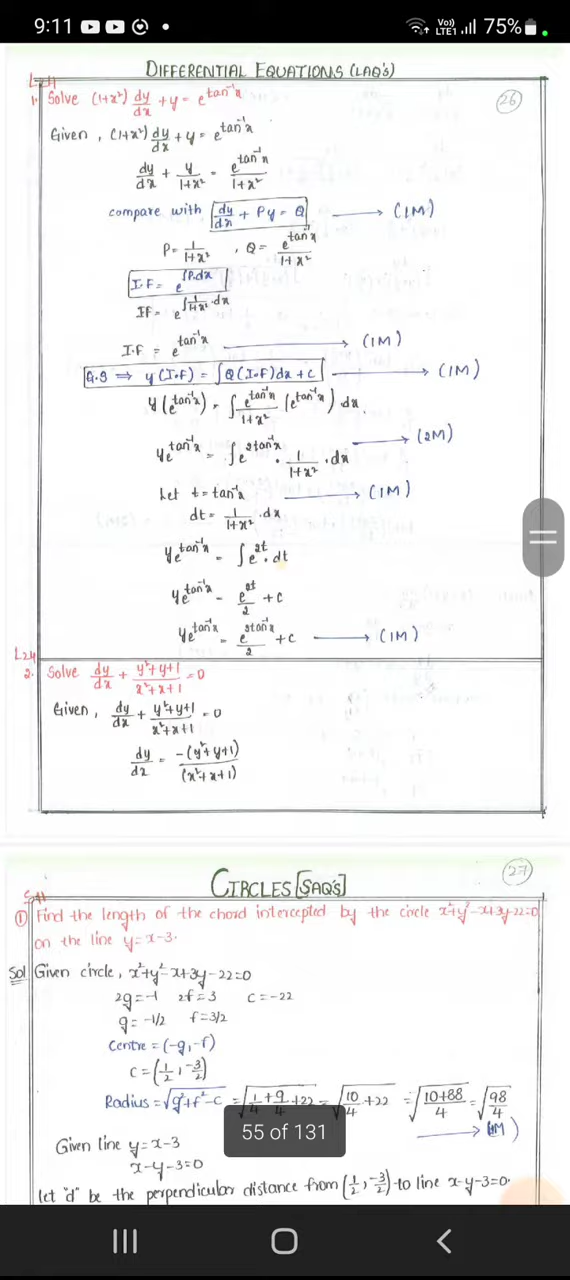 9:11 Vo)) LTE1 75%
DIFFERENTIAL EQUATIONS (LAQ's)
26
1. Solve (1+x²) dy/dx + y = e^tan⁻¹x
Given, (1+x²) dy/dx + y = e^tan⁻¹x
dy/dx + y/1+x² = e^tan⁻¹x/1+x²
compare with dy/dx + Py = Q → (1M)
P = 1/1+x² , Q = e^tan⁻¹x/1+x²
I.F = e^∫P.dx
IF = e^∫1/1+x² .dx
I.F = e^tan⁻¹x → (1M)
G.S ⟹ y(I.F) = ∫Q(I.F)dx + c → (1M)
y(e^tan⁻¹x) = ∫ e^tan⁻¹x/1+x² (e^tan⁻¹x) dx.
ye^tan⁻¹x = ∫e^2tan⁻¹x . 1/1+x² .dx → (2M)
Let t = tan⁻¹x → (1M)
dt = 1/1+x² .dx
ye^tan⁻¹x = ∫e^2t . dt
ye^tan⁻¹x = e^2t/2 + c
ye^tan⁻¹x = e^2tan⁻¹x/2 + c → (1M)
L24
2. Solve dy/dx + y²+y+1/x²+x+1 = 0
Given, dy/dx + y²+y+1/x²+x+1 = 0
dy/dx = -(y²+y+1)/(x²+x+1)
27
CIRCLES [SAQ's]
① Find the length of the chord intercepted by the circle x²+y²-x+3y-22=0
on the line y=x-3.
Sol Given circle, x²+y²-x+3y-22=0
2g=-1 2f=3 c=-22
g=-1/2 f=3/2
Centre = (-g,-f)
C = (1/2, -3/2)
Radius = √g²+f²-c = √1/4+9/4+22 = √10/4+22 = √10+88/4 = √98/4
→ (1M)
55 of 131
Given line y=x-3
x-y-3=0
let "d" be the perpendicular distance from (1/2, -3/2) to line x-y-3=0.